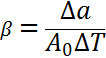 β = Δa / A₀ΔT